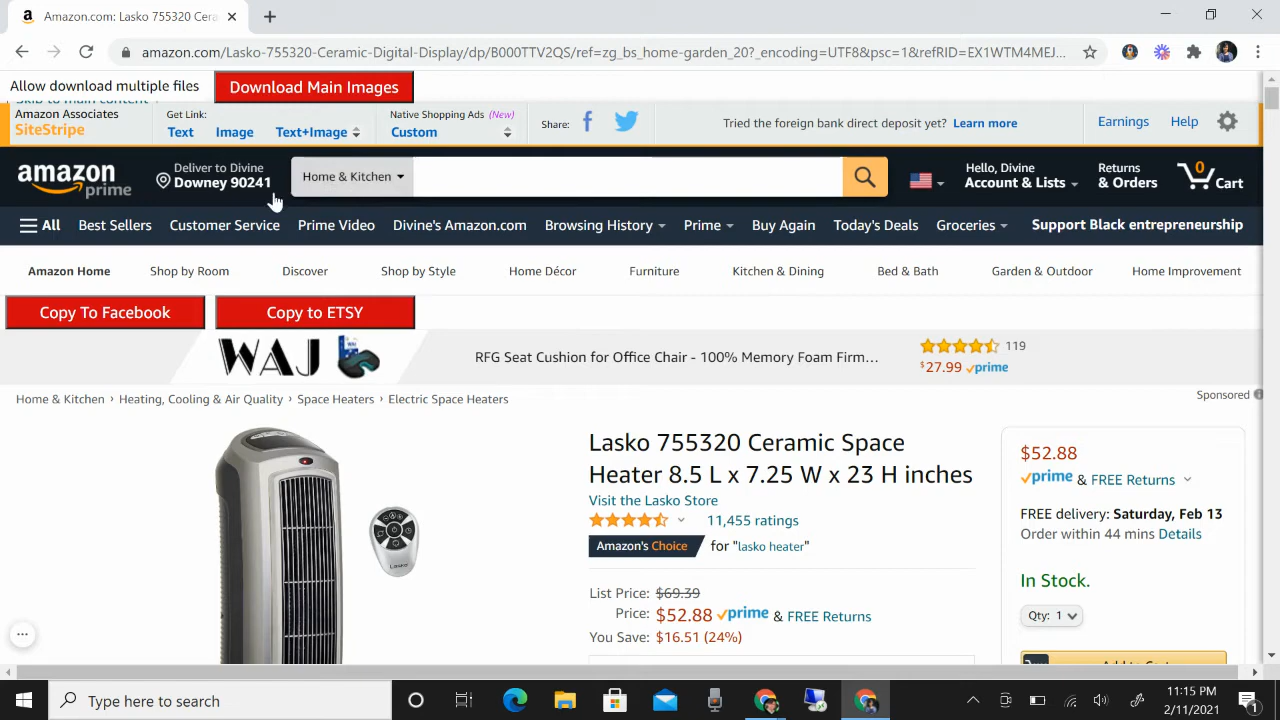 Amazon.com: Lasko 755320 Cera
amazon.com/Lasko-755320-Ceramic-Digital-Display/dp/B000TTV2QS/ref=zg_bs_home-garden_20?_encoding=UTF8&psc=1&refRID=EX1WTM4MEJ...
Allow download multiple files Download Main Images
Skip to main content
Amazon Associates
SiteStripe
Get Link:
Text Image Text+Image
Native Shopping Ads (New)
Custom
Share:
Tried the foreign bank direct deposit yet? Learn more
Earnings Help
amazon prime
Deliver to Divine
Downey 90241
Home & Kitchen
Hello, Divine
Account & Lists
Returns
& Orders
0
Cart
All Best Sellers Customer Service Prime Video Divine's Amazon.com Browsing History Prime Buy Again Today's Deals Groceries Support Black entrepreneurship
Amazon Home Shop by Room Discover Shop by Style Home Décor Furniture Kitchen & Dining Bed & Bath Garden & Outdoor Home Improvement
Copy To Facebook Copy to ETSY
WAJ
RFG Seat Cushion for Office Chair - 100% Memory Foam Firm...
119
$27.99 prime
Sponsored
Home & Kitchen › Heating, Cooling & Air Quality › Space Heaters › Electric Space Heaters
Lasko 755320 Ceramic Space
Heater 8.5 L x 7.25 W x 23 H inches
Visit the Lasko Store
11,455 ratings
Amazon's Choice for "lasko heater"
List Price: $69.39
Price: $52.88 prime & FREE Returns
You Save: $16.51 (24%)
Lasko
$52.88
prime & FREE Returns
FREE delivery: Saturday, Feb 13
Order within 44 mins Details
In Stock.
Qty: 1
Add to Cart
Type here to search
11:15 PM
2/11/2021
1